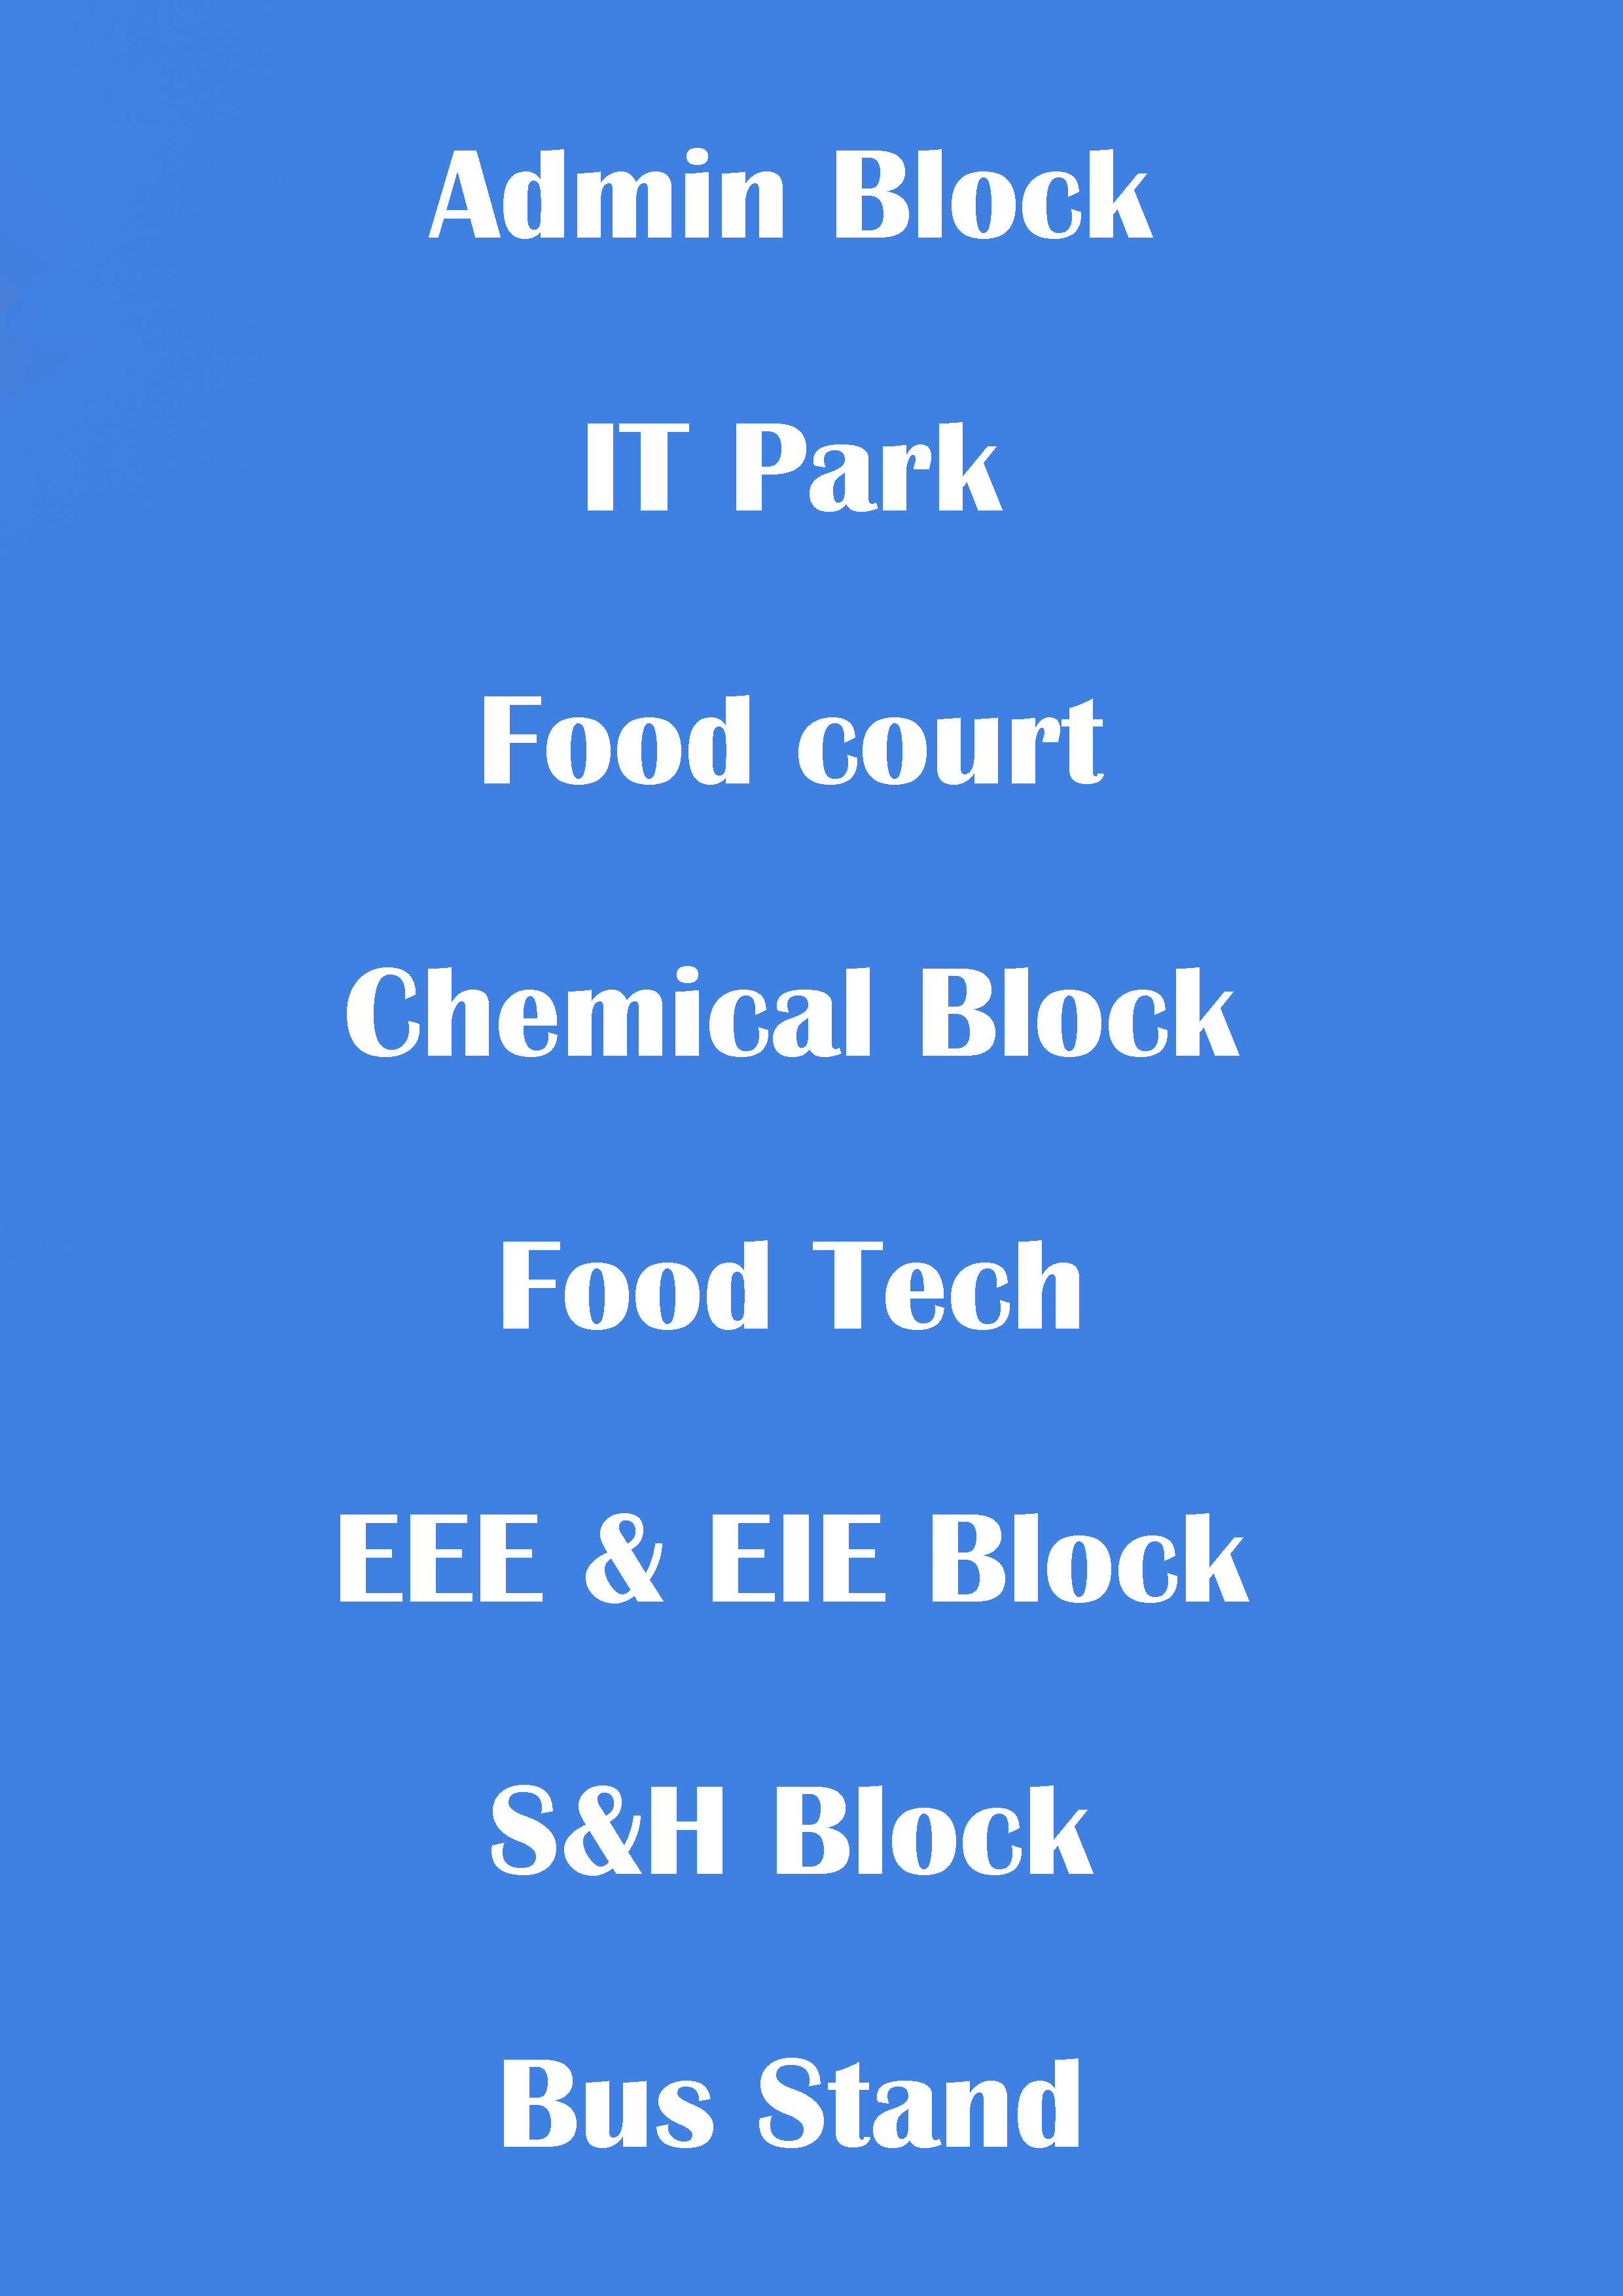 Admin Block
IT Park
Food court
Chemical Block
Food Tech
EEE & EIE Block
S&H Block
Bus Stand